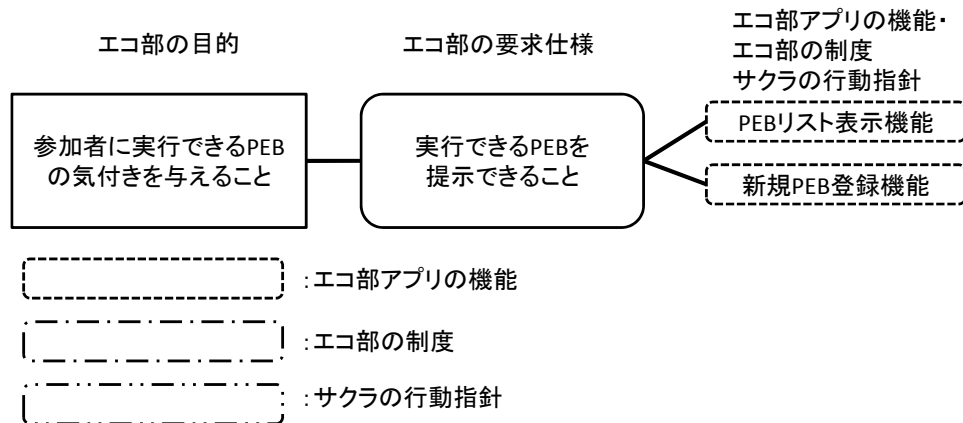 エコ部の目的
エコ部の要求仕様
エコ部アプリの機能・
エコ部の制度
サクラの行動指針
参加者に実行できるPEB
の気付きを与えること
実行できるPEBを
提示できること
PEBリスト表示機能
新規PEB登録機能
:エコ部アプリの機能
:エコ部の制度
:サクラの行動指針